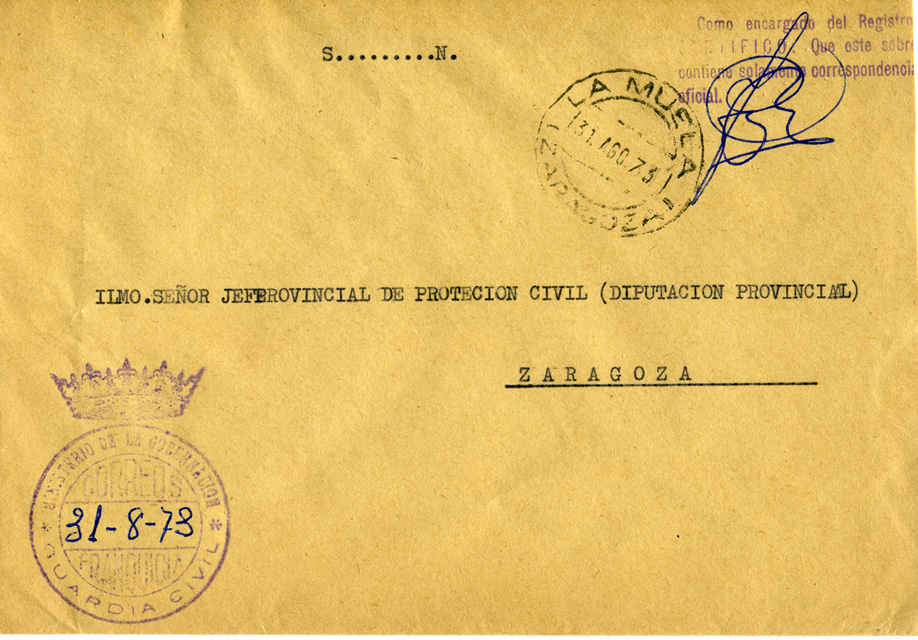 Como encargado del Registro
CERTIFICO. Que este sobre
contiene solamente correspondencia
oficial.
S.........N.
LA MUELA
31. AGO. 73
(ZARAGOZA)
ILMO.SEÑOR JEFPROVINCIAL DE PROTECION CIVIL (DIPUTACION PROVINCIAL)
ZARAGOZA
MINISTERIO DE LA GOBERNACION
CORREOS
31-8-73
FRANQUICIA
* GUARDIA CIVIL *